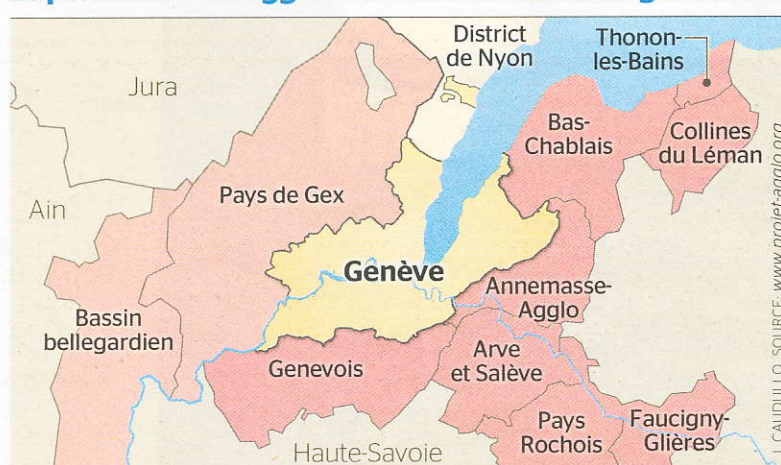 District
de Nyon
Thonon-
les-Bains
Jura
Bas-
Chablais
Collines
du Léman
Pays de Gex
Ain
Genève
Annemasse-
Agglo
Bassin
bellegardien
Genevois
Arve
et Salève
Pays
Rochois
Faucigny-
Glières
Haute-Savoie
CAUDULLO. SOURCE: www.projet-agglo.org